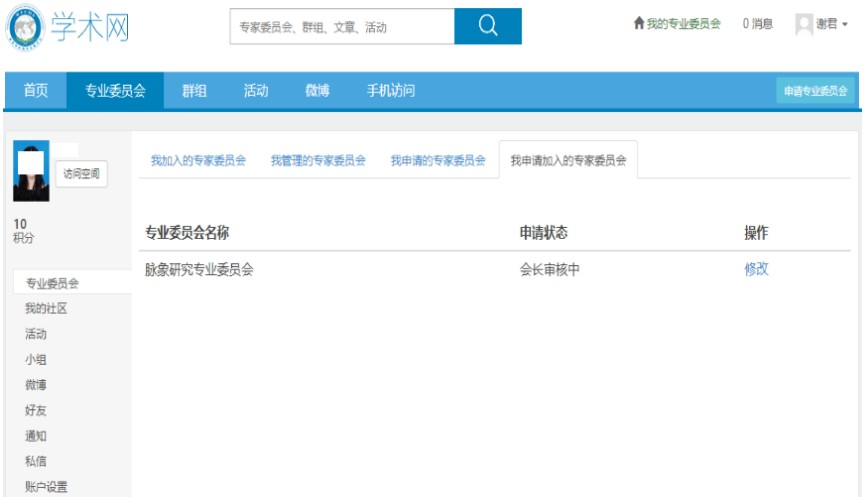 学术网
专家委员会、群组、文章、活动
我的专业委员会 0 消息 谢君
首页 专业委员会 群组 活动 微博 手机访问 申请专业委员会
我加入的专家委员会 我管理的专家委员会 我申请的专家委员会 我申请加入的专家委员会
访问空间
10
积分
专业委员会名称 申请状态 操作
脉象研究专业委员会 会长审核中 修改
专业委员会
我的社区
活动
小组
微博
好友
通知
私信
账户设置